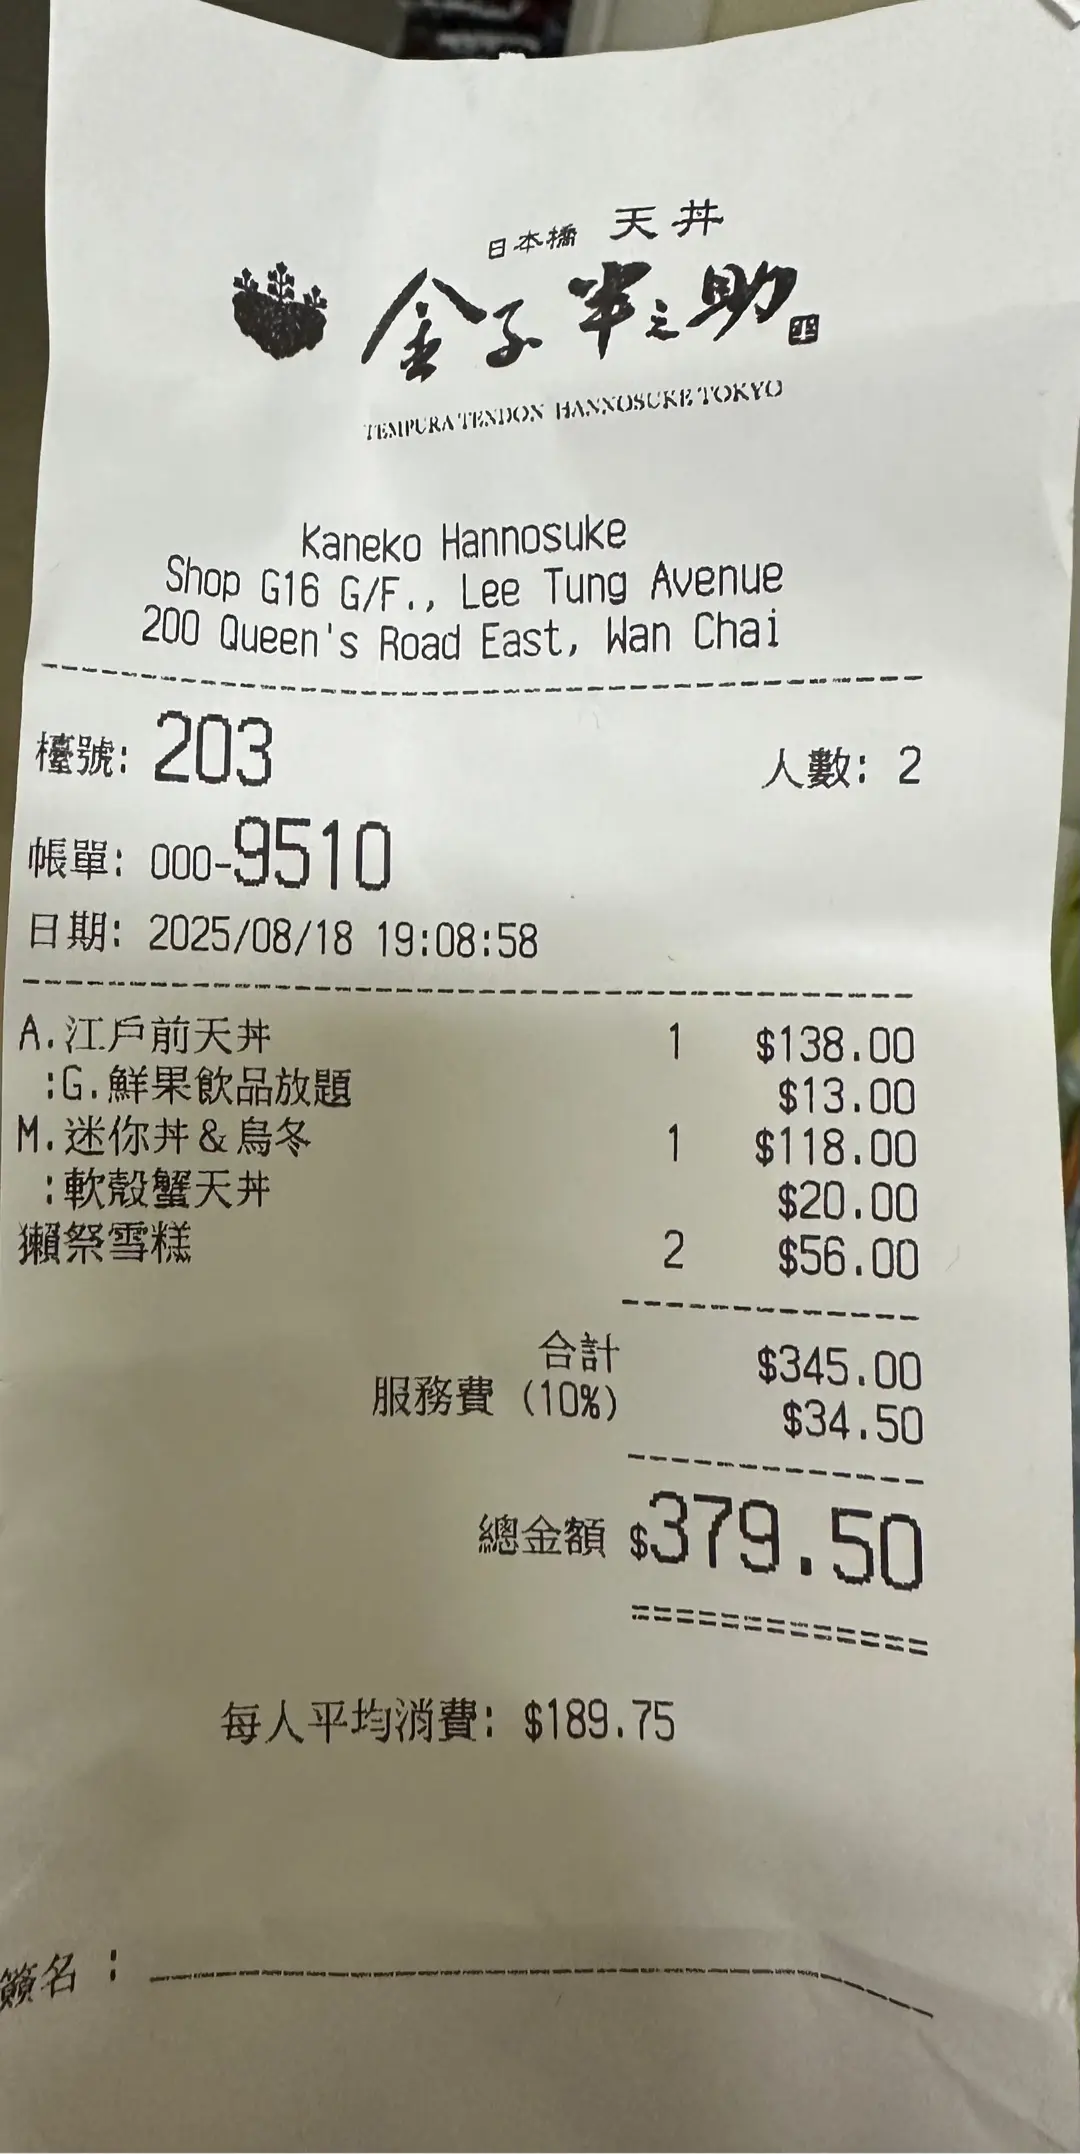 日本橋 天丼
金子半之助
TEMPURA TENDON HANNOSUKE TOKYO
Kaneko Hannosuke
Shop G16 G/F., Lee Tung Avenue
200 Queen's Road East, Wan Chai
檯號: 203 人數: 2
帳單: 000-9510
日期: 2025/08/18 19:08:58
A.江戶前天丼 1 $138.00
:G.鮮果飲品放題 $13.00
M.迷你丼&烏冬 1 $118.00
:軟殼蟹天丼 $20.00
獺祭雪糕 2 $56.00
合計 $345.00
服務費 (10%) $34.50
總金額 $379.50
每人平均消費: $189.75
簽名 :